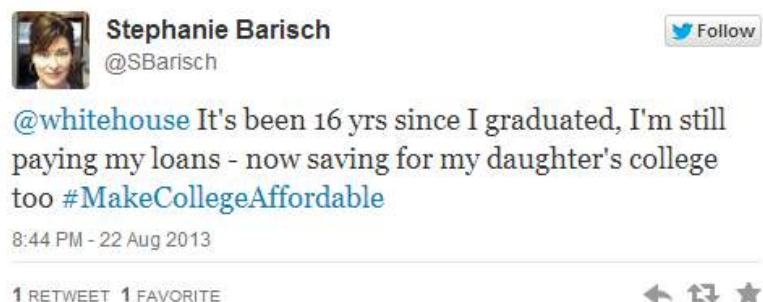 Stephanie Barisch
Follow
@SBarisch
@whitehouse It's been 16 yrs since I graduated, I'm still
paying my loans - now saving for my daughter's college
too #MakeCollegeAffordable
8:44 PM - 22 Aug 2013
1 RETWEET 1 FAVORITE